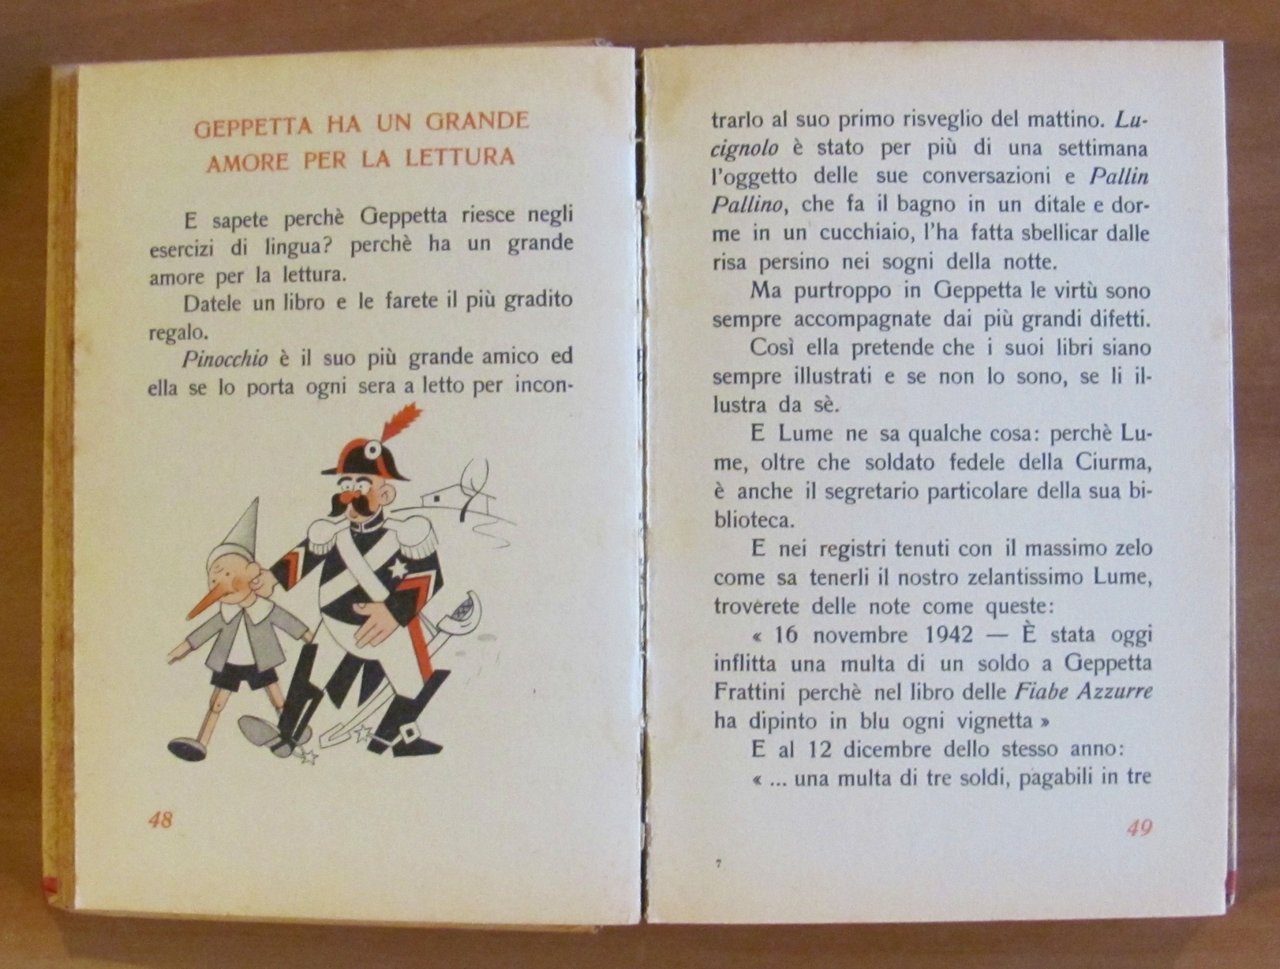 GEPPETTA HA UN GRANDE
AMORE PER LA LETTURA
E sapete perchè Geppetta riesce negli
esercizi di lingua? perchè ha un grande
amore per la lettura.
Datele un libro e le farete il più gradito
regalo.
Pinocchio è il suo più grande amico ed
ella se lo porta ogni sera a letto per incon-
48
trarlo al suo primo risveglio del mattino. Lu-
cignolo è stato per più di una settimana
l'oggetto delle sue conversazioni e Pallin
Pallino, che fa il bagno in un ditale e dor-
me in un cucchiaio, l'ha fatta sbellicar dalle
risa persino nei sogni della notte.
Ma purtroppo in Geppetta le virtù sono
sempre accompagnate dai più grandi difetti.
Così ella pretende che i suoi libri siano
sempre illustrati e se non lo sono, se li il-
lustra da sè.
E Lume ne sa qualche cosa: perchè Lu-
me, oltre che soldato fedele della Ciurma,
è anche il segretario particolare della sua bi-
blioteca.
E nei registri tenuti con il massimo zelo
come sa tenerli il nostro zelantissimo Lume,
troverete delle note come queste:
« 16 novembre 1942 — È stata oggi
inflitta una multa di un soldo a Geppetta
Frattini perchè nel libro delle Fiabe Azzurre
ha dipinto in blu ogni vignetta »
E al 12 dicembre dello stesso anno:
« ... una multa di tre soldi, pagabili in tre
49
7